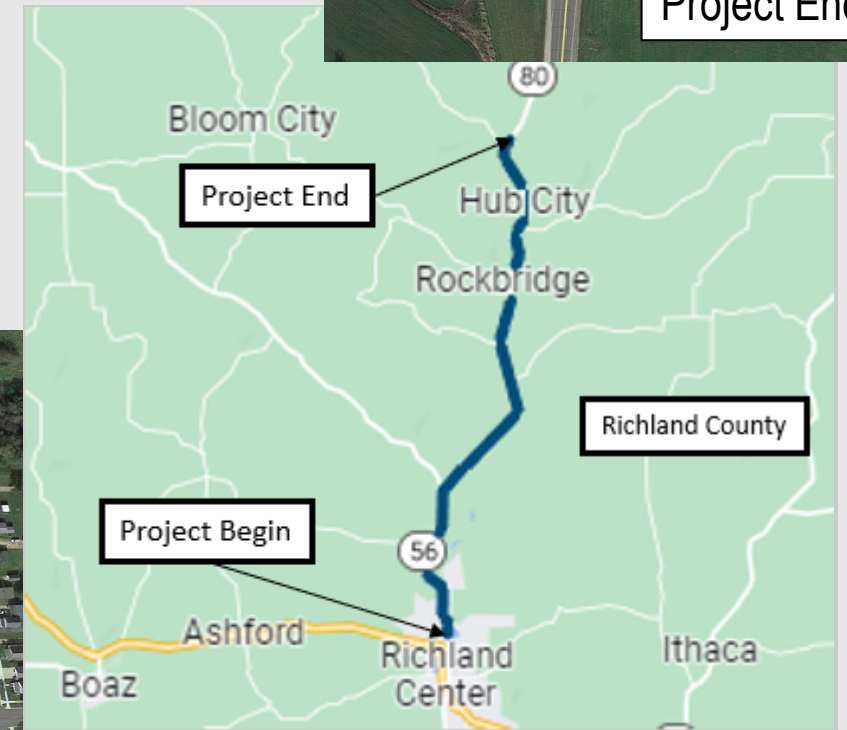 Project End
80
Bloom City
Project End
Hub City
Rockbridge
Richland County
Project Begin
56
Ashford
Richland
Center
Ithaca
Boaz